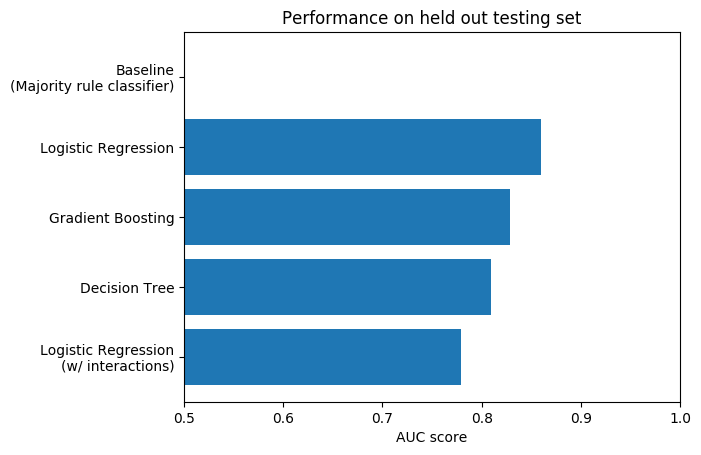 Performance on held out testing set
Baseline
(Majority rule classifier)
Logistic Regression
Gradient Boosting
Decision Tree
Logistic Regression
(w/ interactions)
0.5 0.6 0.7 0.8 0.9 1.0
AUC score